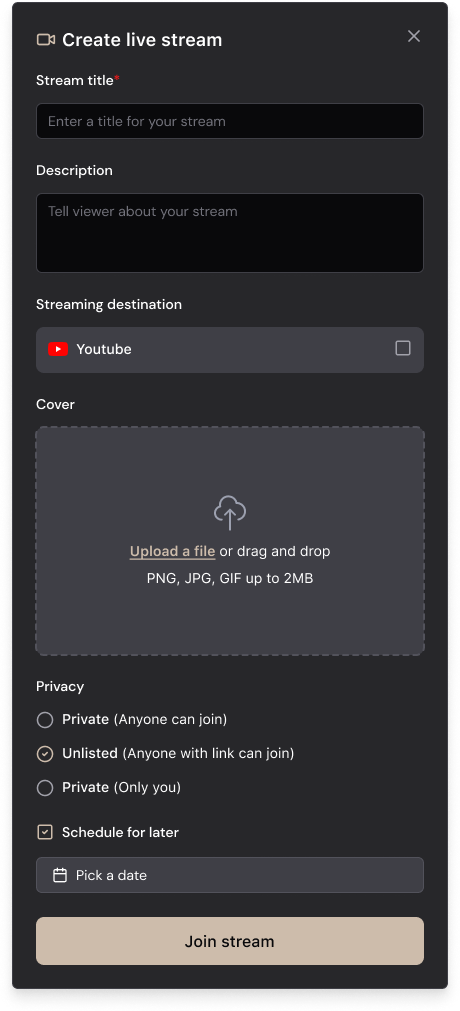 Create live stream
Stream title*
Enter a title for your stream
Description
Tell viewer about your stream
Streaming destination
Youtube
Cover
Upload a file or drag and drop
PNG, JPG, GIF up to 2MB
Privacy
Private (Anyone can join)
Unlisted (Anyone with link can join)
Private (Only you)
Schedule for later
Pick a date
Join stream